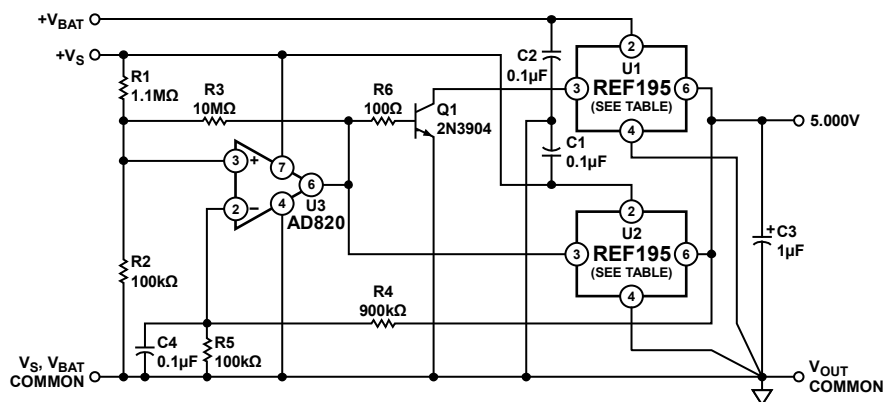 +VBAT
+VS
R1
1.1MΩ
R3
10MΩ
R6
100Ω
Q1
2N3904
C2
0.1µF
2
U1
REF195
(SEE TABLE)
3
6
4
5.000V
C1
0.1µF
3
+
7
2
–
4
6
U3
AD820
2
U2
REF195
(SEE TABLE)
3
6
4
+
C3
1µF
R2
100kΩ
R4
900kΩ
C4
0.1µF
R5
100kΩ
VS, VBAT
COMMON
VOUT
COMMON